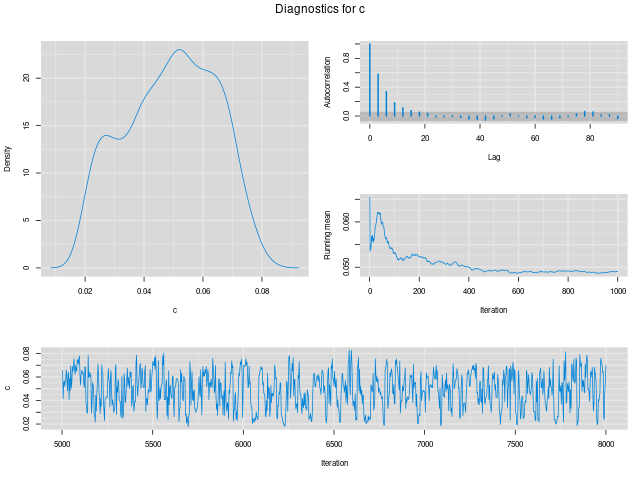 Diagnostics for c
Density
20
15
10
5
0
0.02 0.04 0.06 0.08
c
Autocorrelation
0.8
0.4
0.0
0 20 40 60 80
Lag
Running mean
0.060
0.050
0 200 400 600 800 1000
Iteration
c
0.08
0.06
0.04
0.02
5000 5500 6000 6500 7000 7500 8000
Iteration